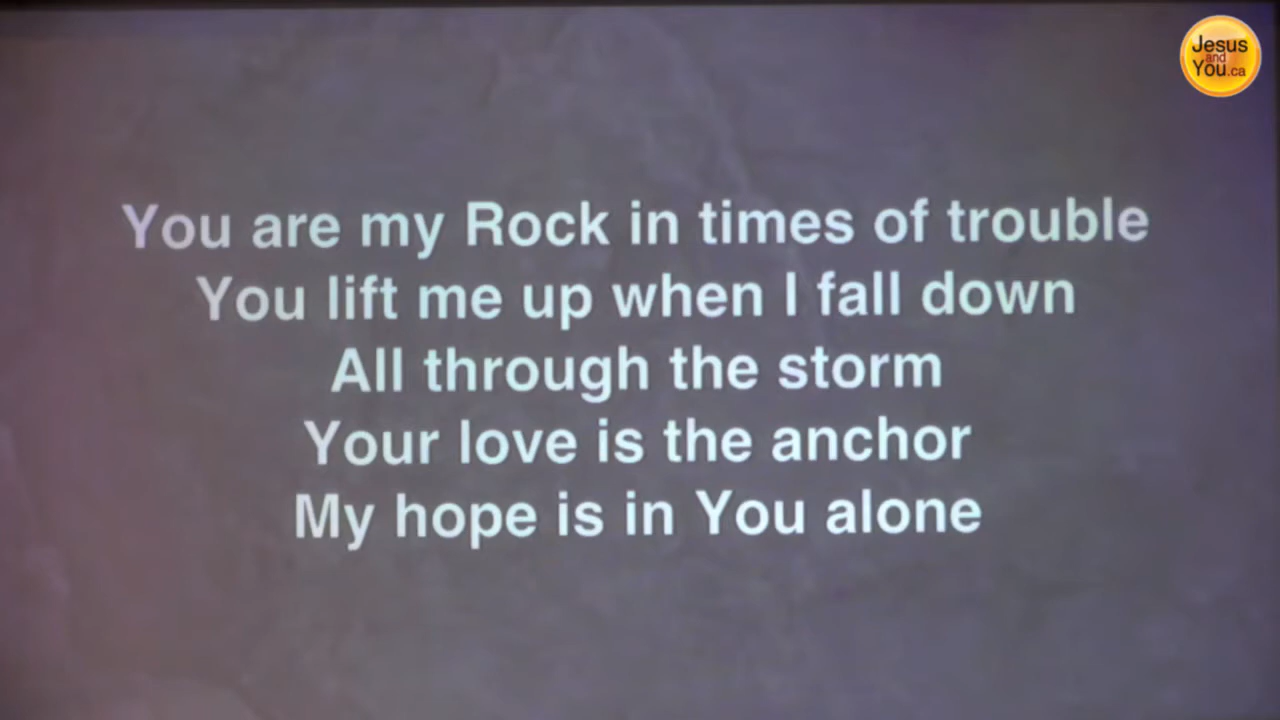 Jesus
and
You.ca
You are my Rock in times of trouble
You lift me up when I fall down
All through the storm
Your love is the anchor
My hope is in You alone